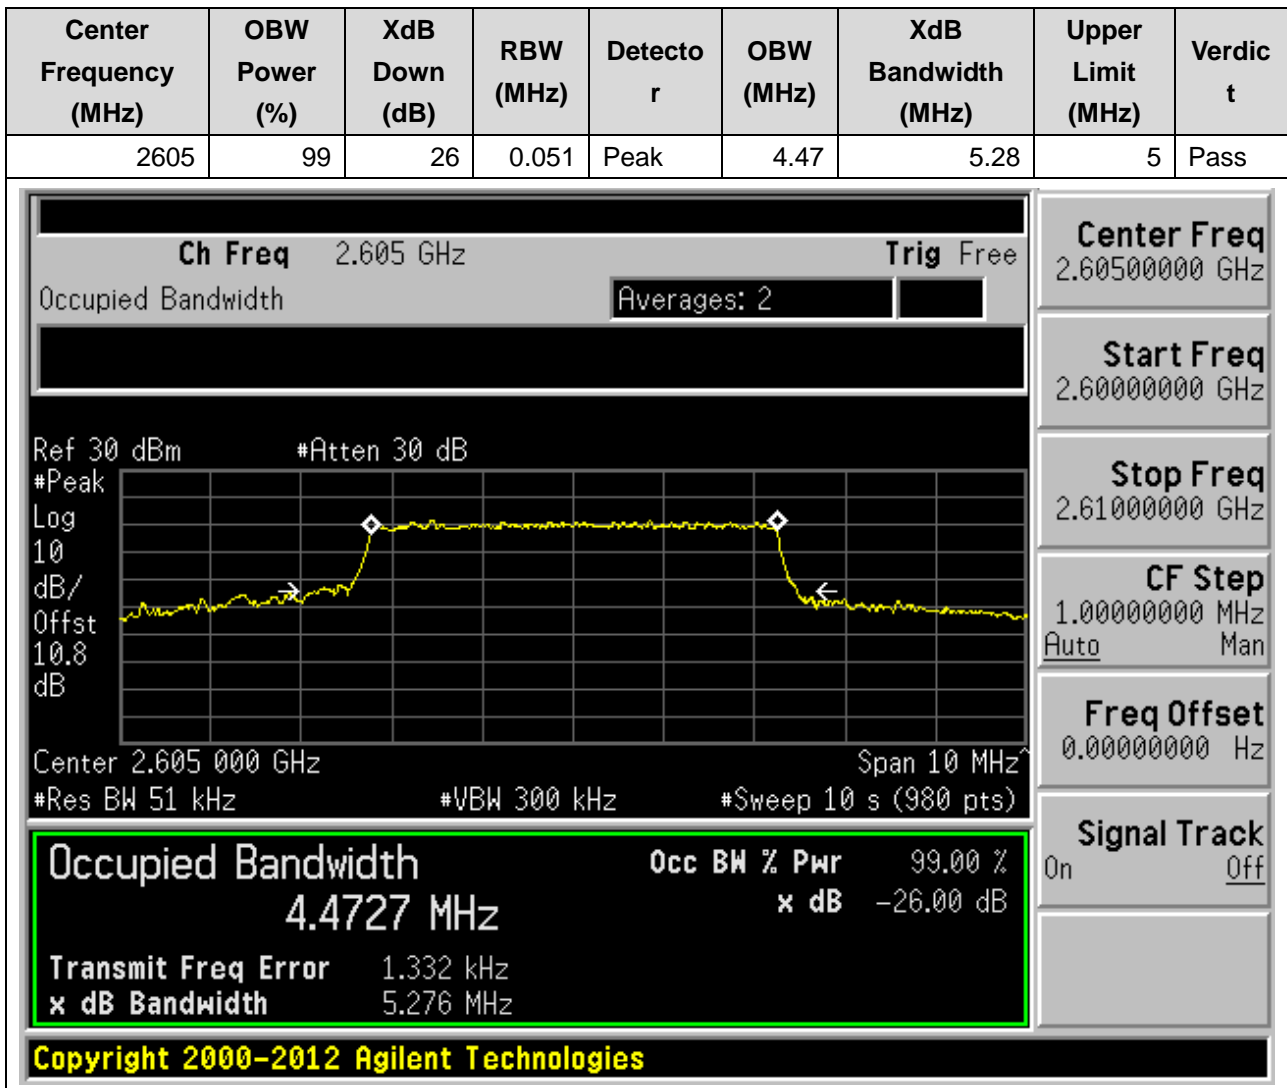 Center Frequency (MHz) OBW Power (%) XdB Down (dB) RBW (MHz) Detector OBW (MHz) XdB Bandwidth (MHz) Upper Limit (MHz) Verdict
2605 99 26 0.051 Peak 4.47 5.28 5 Pass
Ch Freq 2.605 GHz Trig Free
Occupied Bandwidth Averages: 2
Ref 30 dBm #Atten 30 dB
#Peak
Log
10
dB/
Offst
10.8
dB
Center 2.605 000 GHz Span 10 MHz^
#Res BW 51 kHz #VBW 300 kHz #Sweep 10 s (980 pts)
Occupied Bandwidth Occ BW % Pwr 99.00 %
4.4727 MHz x dB -26.00 dB
Transmit Freq Error 1.332 kHz
x dB Bandwidth 5.276 MHz
Copyright 2000-2012 Agilent Technologies
Center Freq
2.60500000 GHz
Start Freq
2.60000000 GHz
Stop Freq
2.61000000 GHz
CF Step
1.00000000 MHz
Auto Man
Freq Offset
0.00000000 Hz
Signal Track
On Off